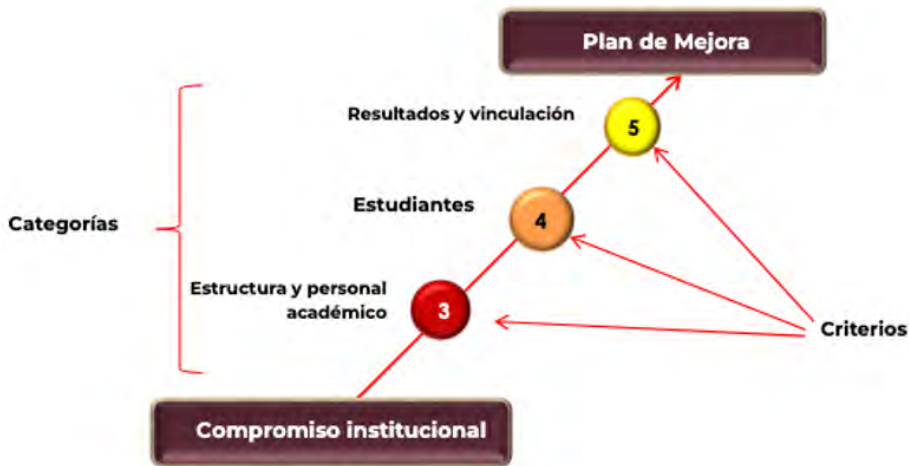 Plan de Mejora
Resultados y vinculación
5
Estudiantes
4
Categorías
Estructura y personal
académico
3
Criterios
Compromiso institucional